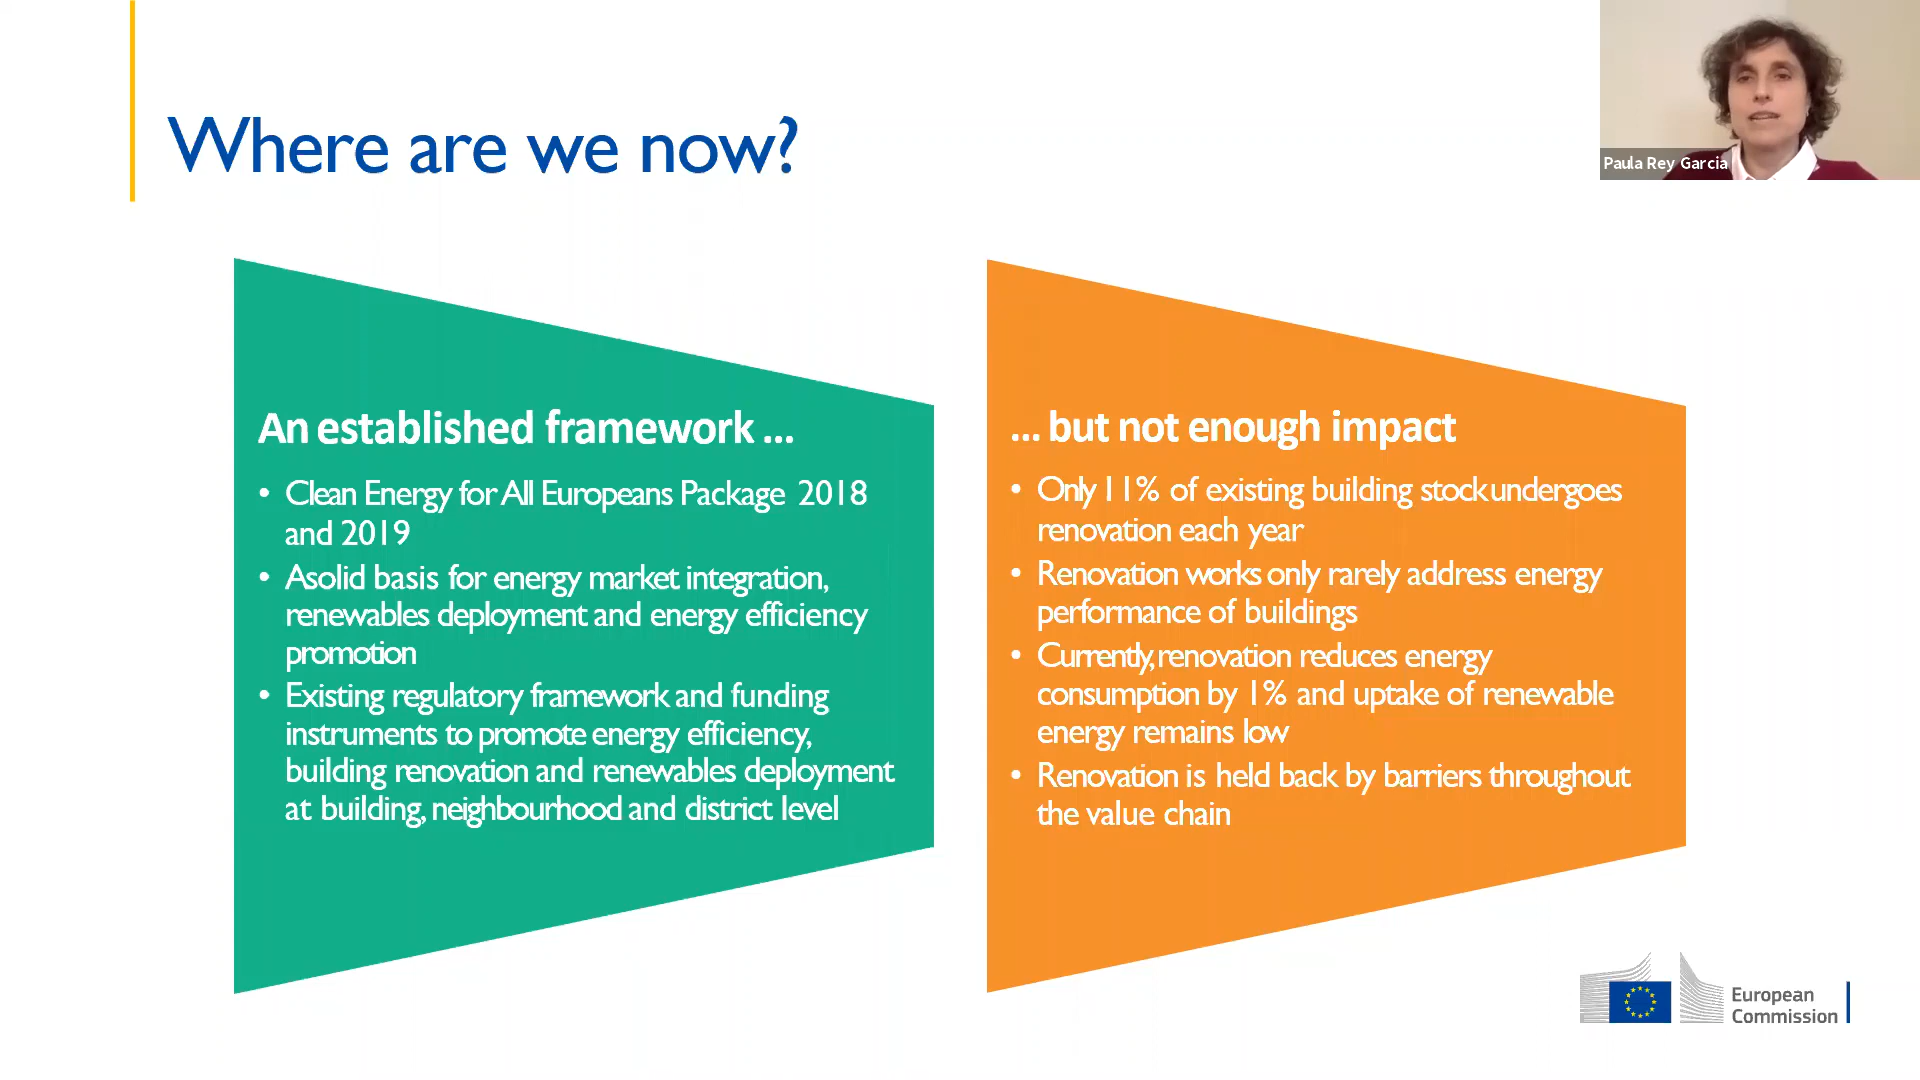 Where are we now?
Paula Rey Garcia
An established framework ...
• Clean Energy for All Europeans Package 2018
and 2019
• A solid basis for energy market integration,
renewables deployment and energy efficiency
promotion
• Existing regulatory framework and funding
instruments to promote energy efficiency,
building renovation and renewables deployment
at building, neighbourhood and district level
... but not enough impact
• Only 11% of existing building stock undergoes
renovation each year
• Renovation works only rarely address energy
performance of buildings
• Currently, renovation reduces energy
consumption by 1% and uptake of renewable
energy remains low
• Renovation is held back by barriers throughout
the value chain
European
Commission